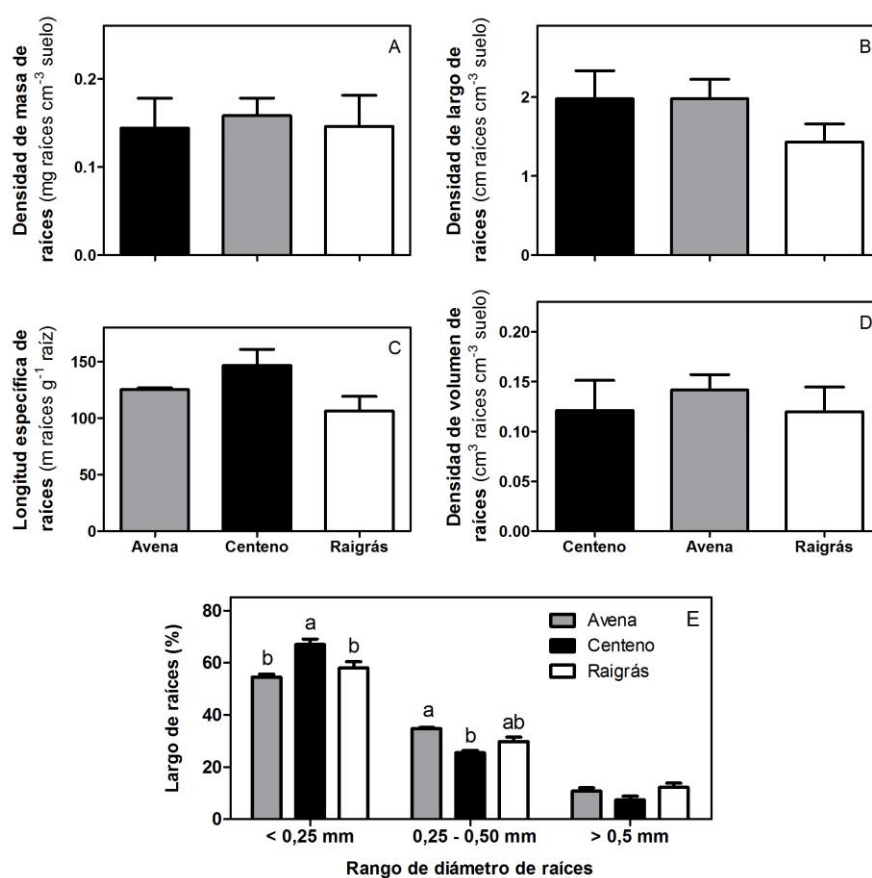 Densidad de masa de
raíces (mg raíces cm⁻³ suelo)
A
0.2
0.1
0.0
Densidad de largo de
raíces (cm raíces cm⁻³ suelo)
B
2
1
0
Longitud específica de
raíces (m raíces g⁻¹ raíz)
C
150
100
50
0
Avena Centeno Raigrás
Densidad de volumen de
raíces (cm³ raíces cm⁻³ suelo)
D
0.20
0.15
0.10
0.05
0.00
Centeno Avena Raigrás
Largo de raíces (%)
E
80
60
40
20
0
Avena
Centeno
Raigrás
b a b
a b ab
< 0,25 mm 0,25 - 0,50 mm > 0,5 mm
Rango de diámetro de raíces